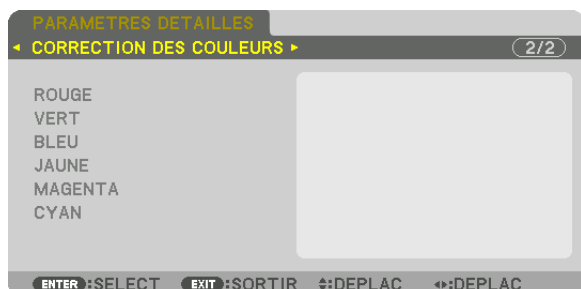 PARAMETRES DETAILLES
CORRECTION DES COULEURS 2/2
ROUGE
VERT
BLEU
JAUNE
MAGENTA
CYAN
ENTER :SELECT EXIT :SORTIR :DEPLAC :DEPLAC